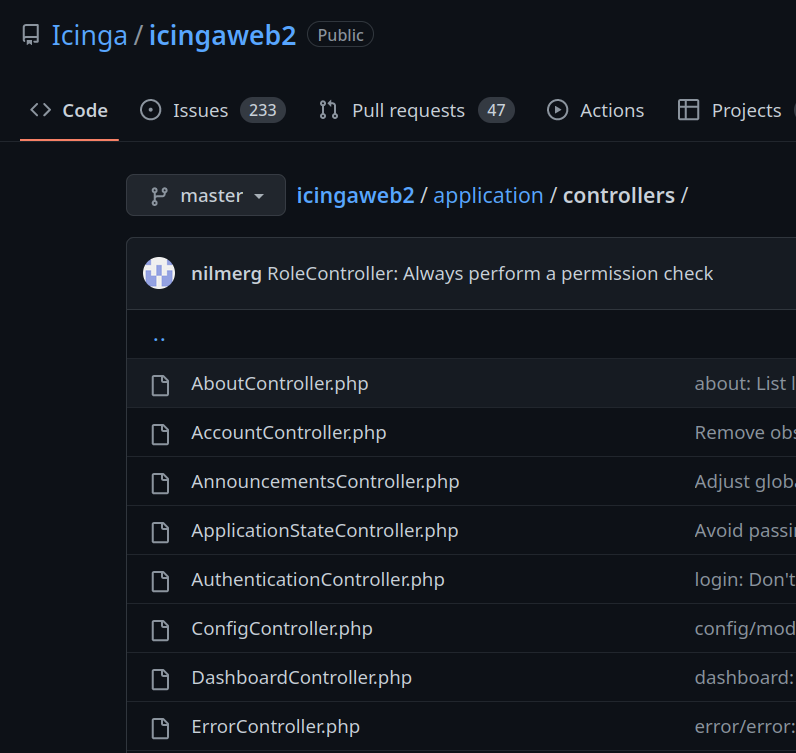 Icinga / icingaweb2 Public
Code Issues 233 Pull requests 47 Actions Projects
master icingaweb2 / application / controllers /
nilmerg RoleController: Always perform a permission check
..
AboutController.php about: List
AccountController.php Remove obs
AnnouncementsController.php Adjust globa
ApplicationStateController.php Avoid passi
AuthenticationController.php login: Don't
ConfigController.php config/mod
DashboardController.php dashboard:
ErrorController.php error/error: